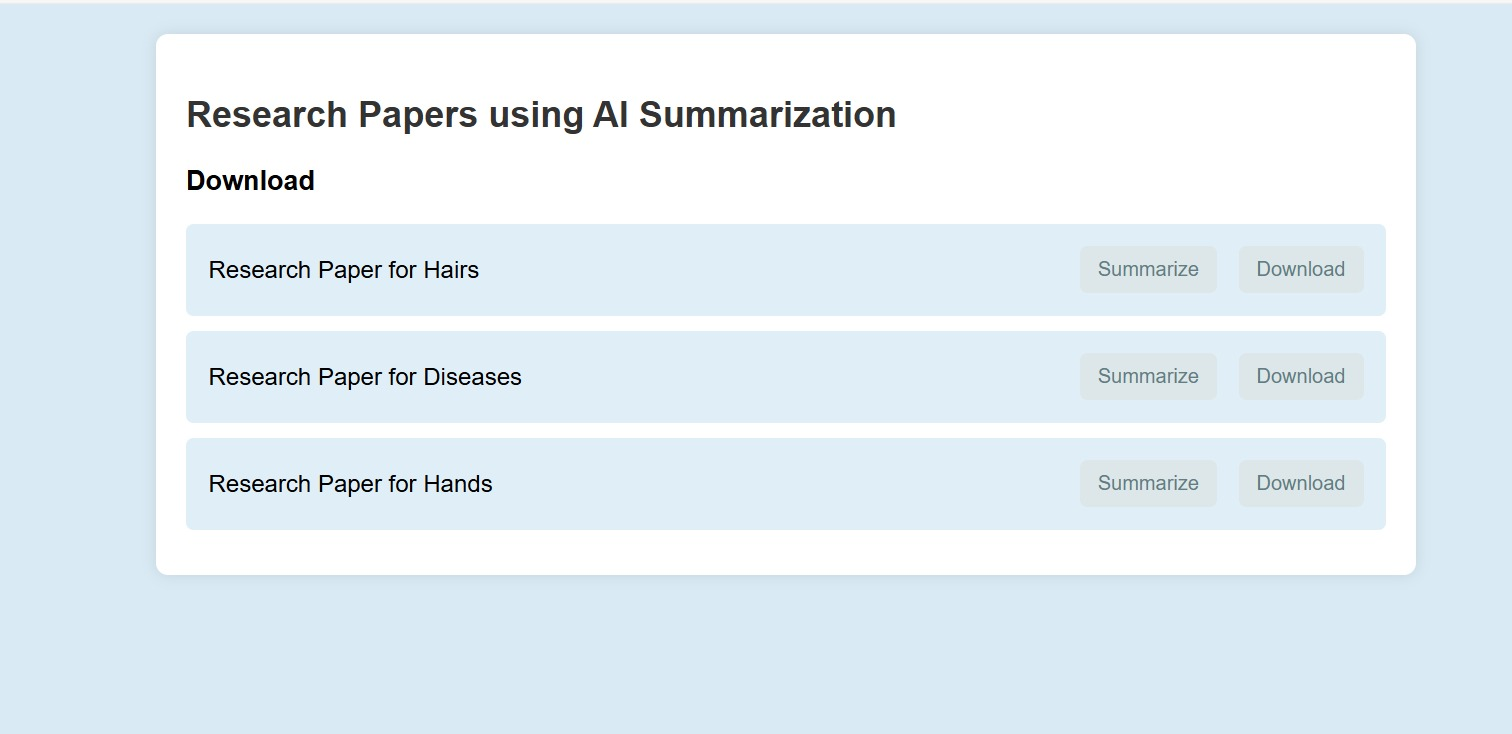 Research Papers using AI Summarization
Download
Research Paper for Hairs Summarize Download
Research Paper for Diseases Summarize Download
Research Paper for Hands Summarize Download